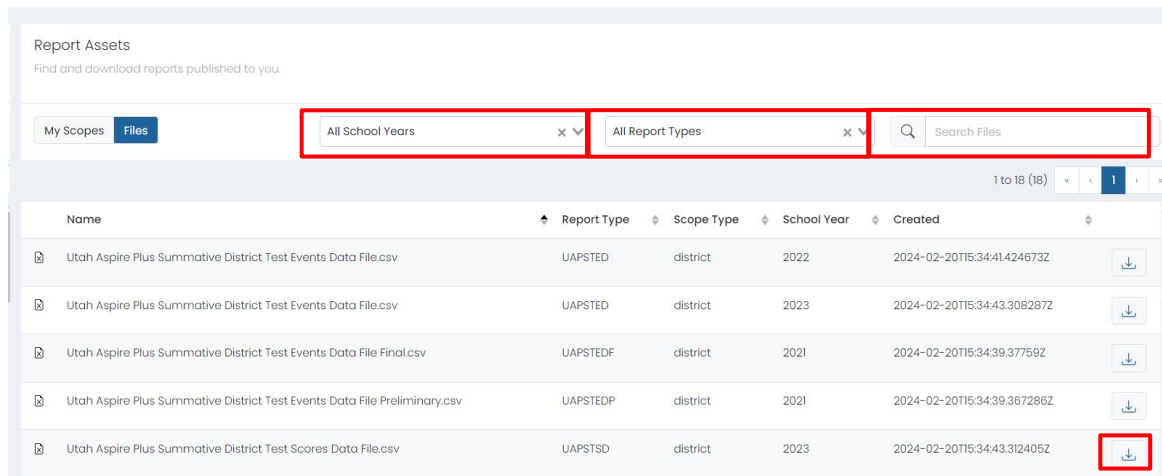 Report Assets
Find and download reports published to you.
My Scopes Files All School Years All Report Types Search Files
1 to 18 (18) « ‹ 1 › »
Name Report Type Scope Type School Year Created
Utah Aspire Plus Summative District Test Events Data File.csv UAPSTED district 2022 2024-02-20T15:34:41.424673Z
Utah Aspire Plus Summative District Test Events Data File.csv UAPSTED district 2023 2024-02-20T15:34:43.308287Z
Utah Aspire Plus Summative District Test Events Data File Final.csv UAPSTEDF district 2021 2024-02-20T15:34:39.37759Z
Utah Aspire Plus Summative District Test Events Data File Preliminary.csv UAPSTEDP district 2021 2024-02-20T15:34:39.367286Z
Utah Aspire Plus Summative District Test Scores Data File.csv UAPSTSD district 2023 2024-02-20T15:34:43.312405Z